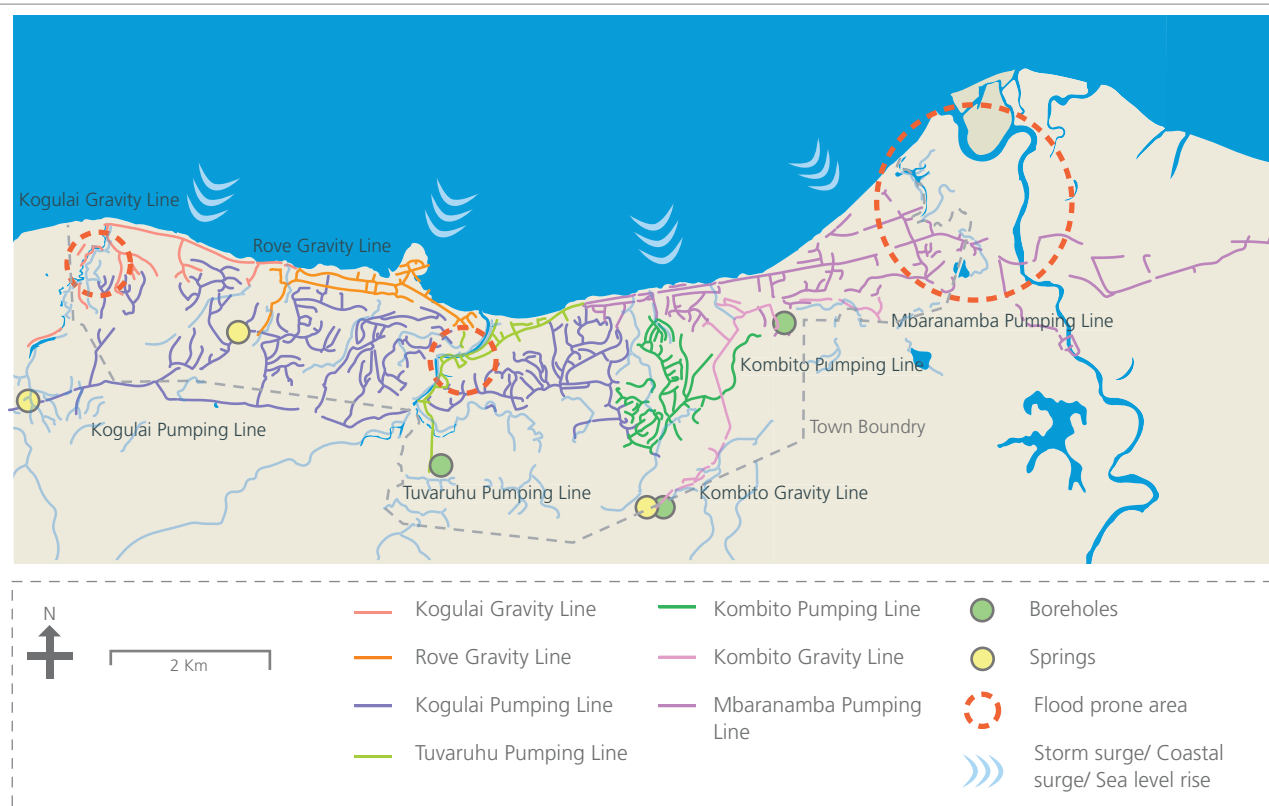 Kogulai Gravity Line
Rove Gravity Line
Mbaranamba Pumping Line
Kombito Pumping Line
Town Boundry
Kogulai Pumping Line
Tuvaruhu Pumping Line
Kombito Gravity Line
N
2 Km
Kogulai Gravity Line
Rove Gravity Line
Kogulai Pumping Line
Tuvaruhu Pumping Line
Kombito Pumping Line
Kombito Gravity Line
Mbaranamba Pumping
Line
Boreholes
Springs
Flood prone area
Storm surge/ Coastal
surge/ Sea level rise